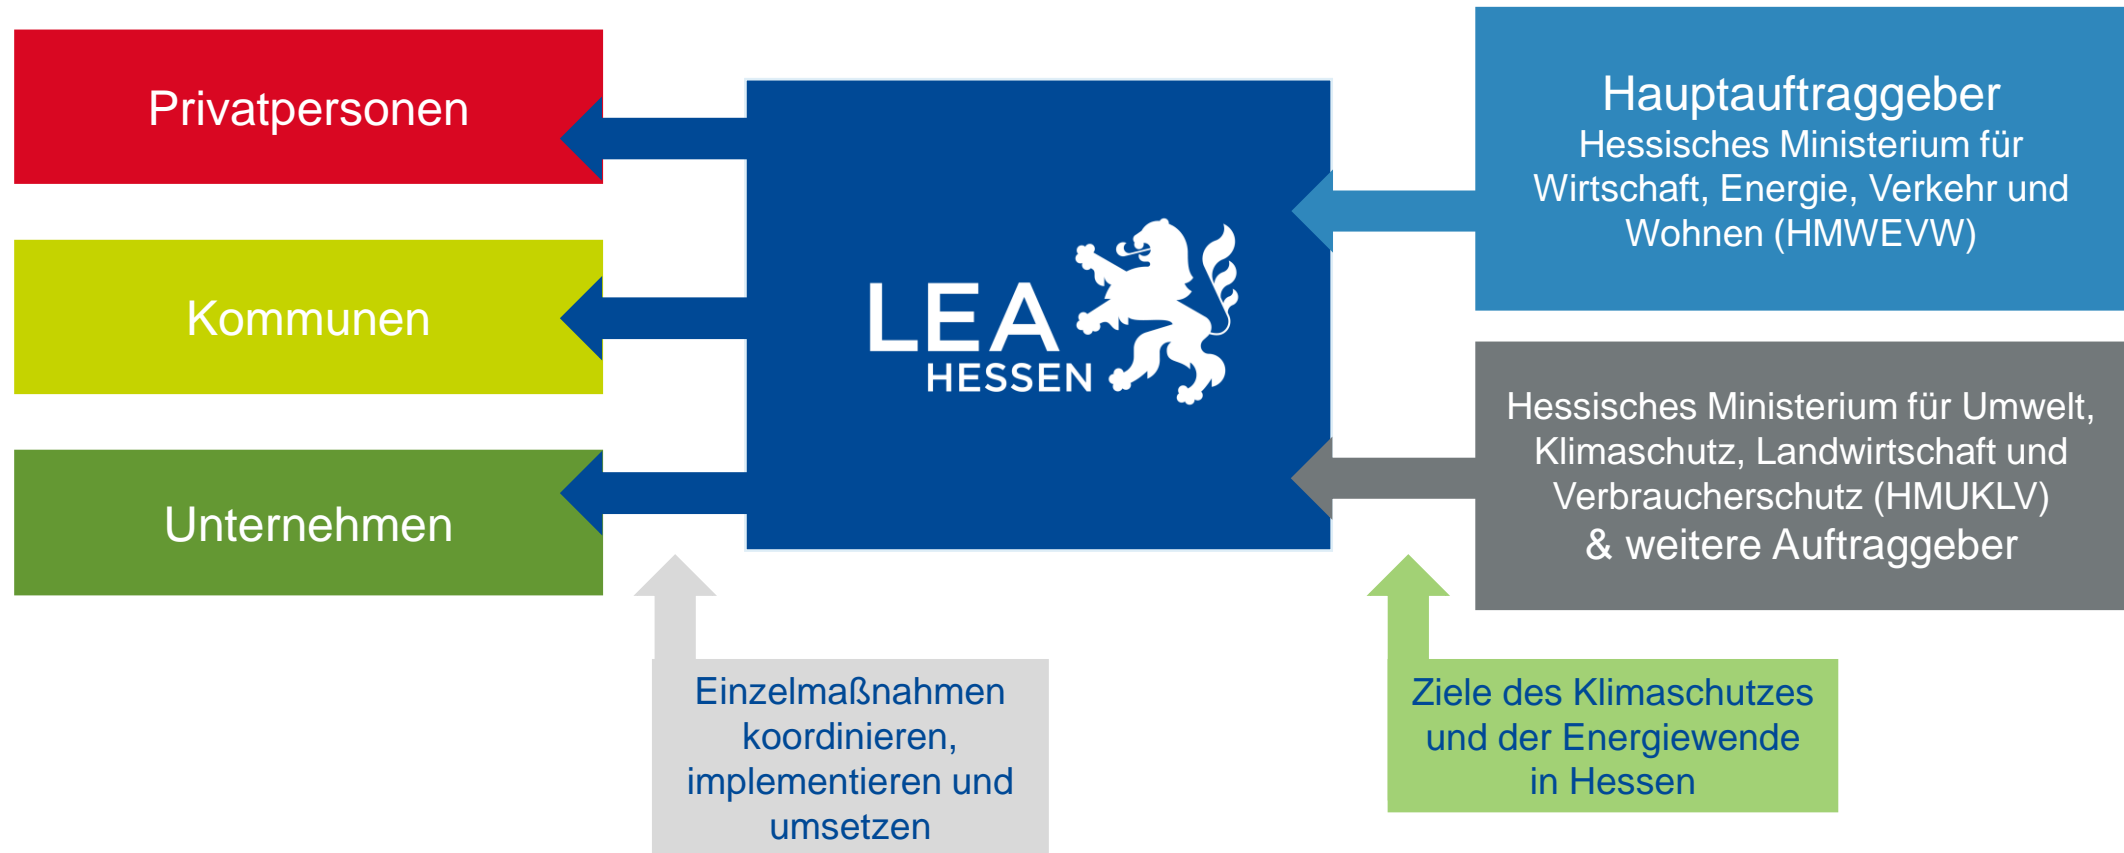 Privatpersonen
Kommunen
Unternehmen
LEA
HESSEN
Hauptauftraggeber
Hessisches Ministerium für
Wirtschaft, Energie, Verkehr und
Wohnen (HMWEVW)
Hessisches Ministerium für Umwelt,
Klimaschutz, Landwirtschaft und
Verbraucherschutz (HMUKLV)
& weitere Auftraggeber
Einzelmaßnahmen
koordinieren,
implementieren und
umsetzen
Ziele des Klimaschutzes
und der Energiewende
in Hessen